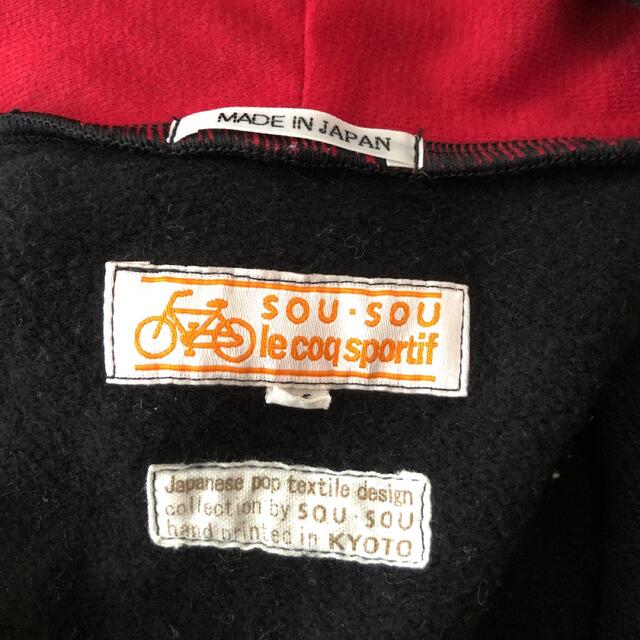 MADE IN JAPAN
SOU・SOU
le coq sportif
Japanese pop textile design
collection by SOU・SOU
hand printed in KYOTO